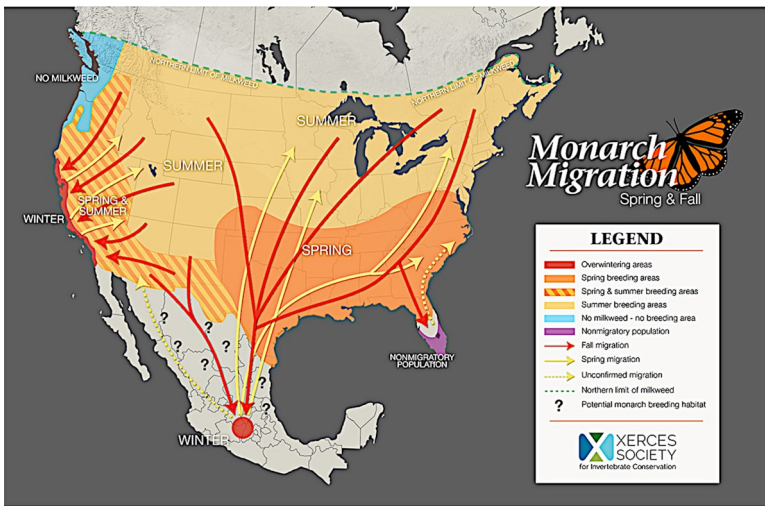 NO MILKWEED
NORTHERN LIMIT OF MILKWEED
NORTHERN LIMIT OF MILKWEED
SUMMER
SUMMER
SPRING &
SUMMER
WINTER
SPRING
NONMIGRATORY
POPULATION
WINTER
?
?
?
?
?
?
?
?
Monarch
Migration
Spring & Fall
LEGEND
Overwintering areas
Spring breeding areas
Spring & summer breeding areas
Summer breeding areas
No milkweed - no breeding area
Nonmigratory population
Fall migration
Spring migration
Unconfirmed migration
Northern limit of milkweed
? Potential monarch breeding habitat
XERCES
SOCIETY
for Invertebrate Conservation